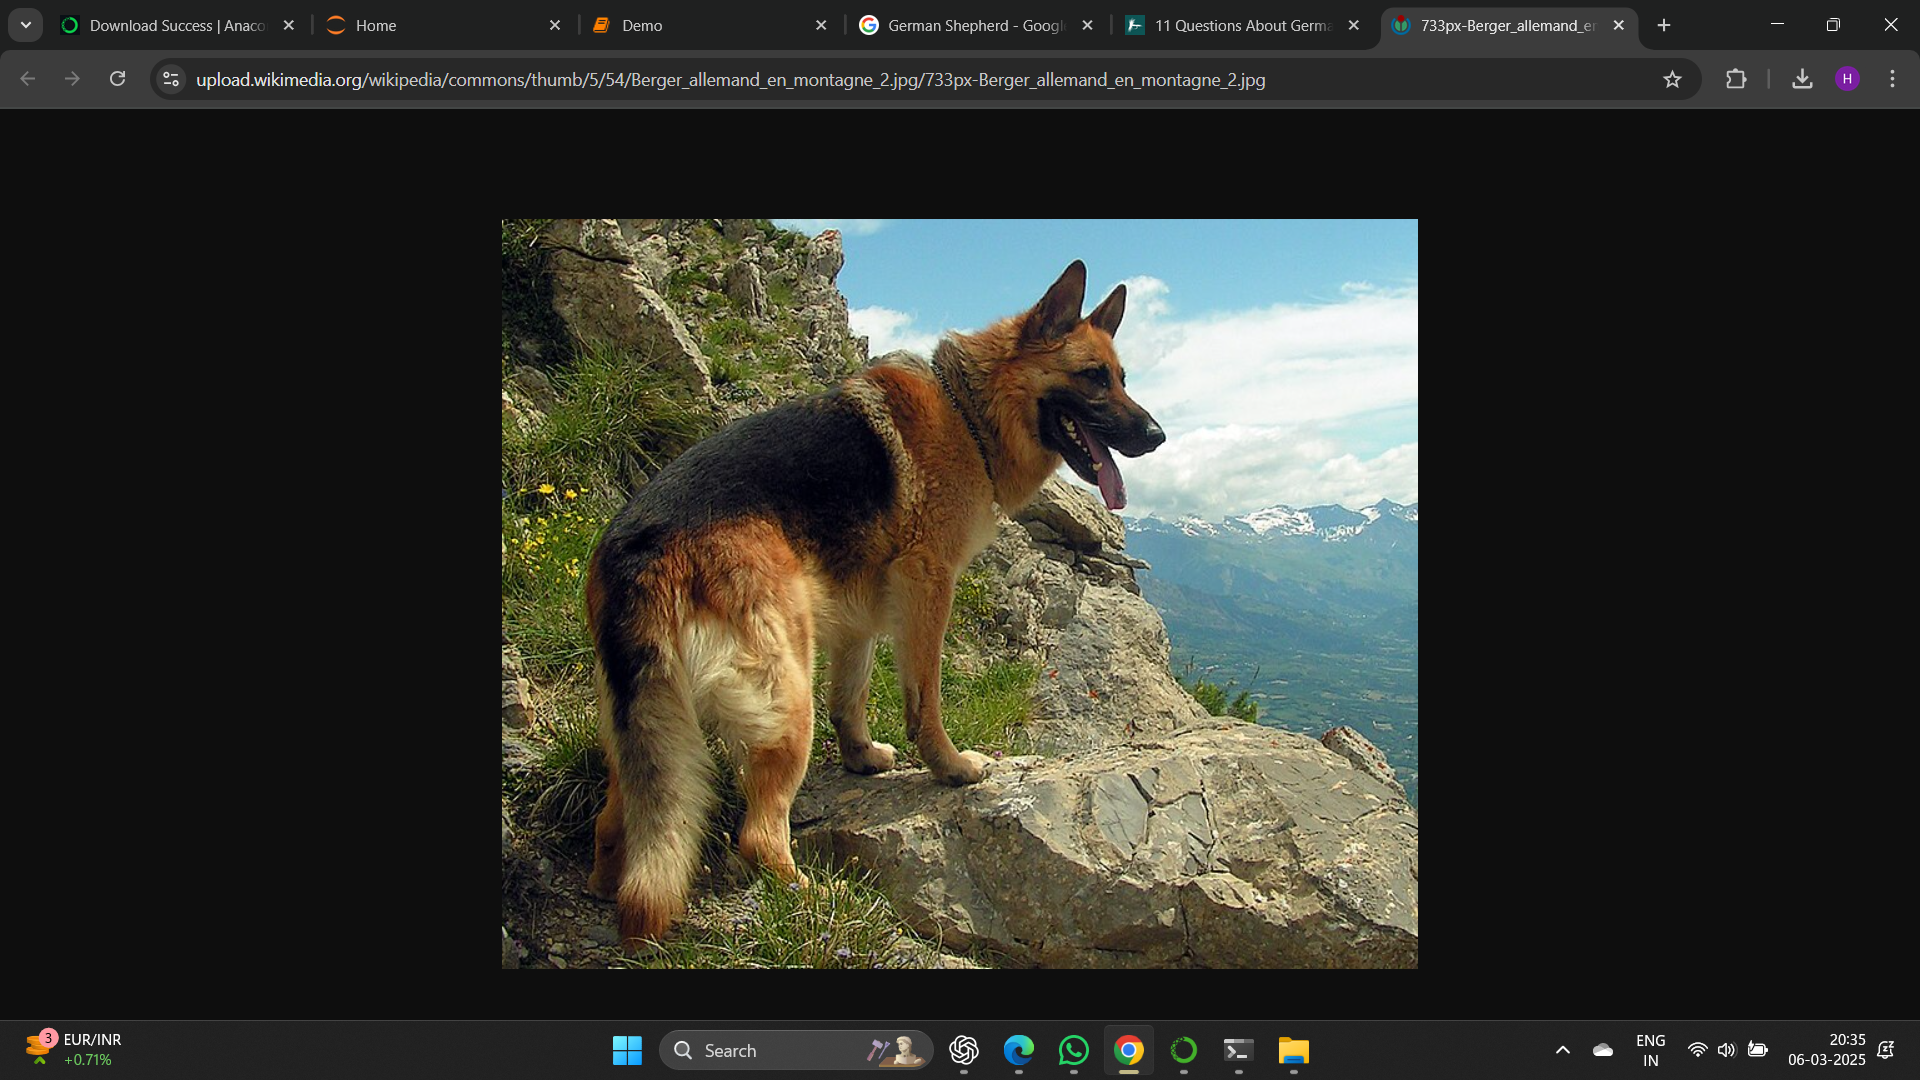 Download Success | Anaco
Home
Demo
German Shepherd - Googl
11 Questions About Germa
733px-Berger_allemand_er
upload.wikimedia.org/wikipedia/commons/thumb/5/54/Berger_allemand_en_montagne_2.jpg/733px-Berger_allemand_en_montagne_2.jpg
H
3
EUR/INR
+0.71%
Search
ENG
IN
20:35
06-03-2025